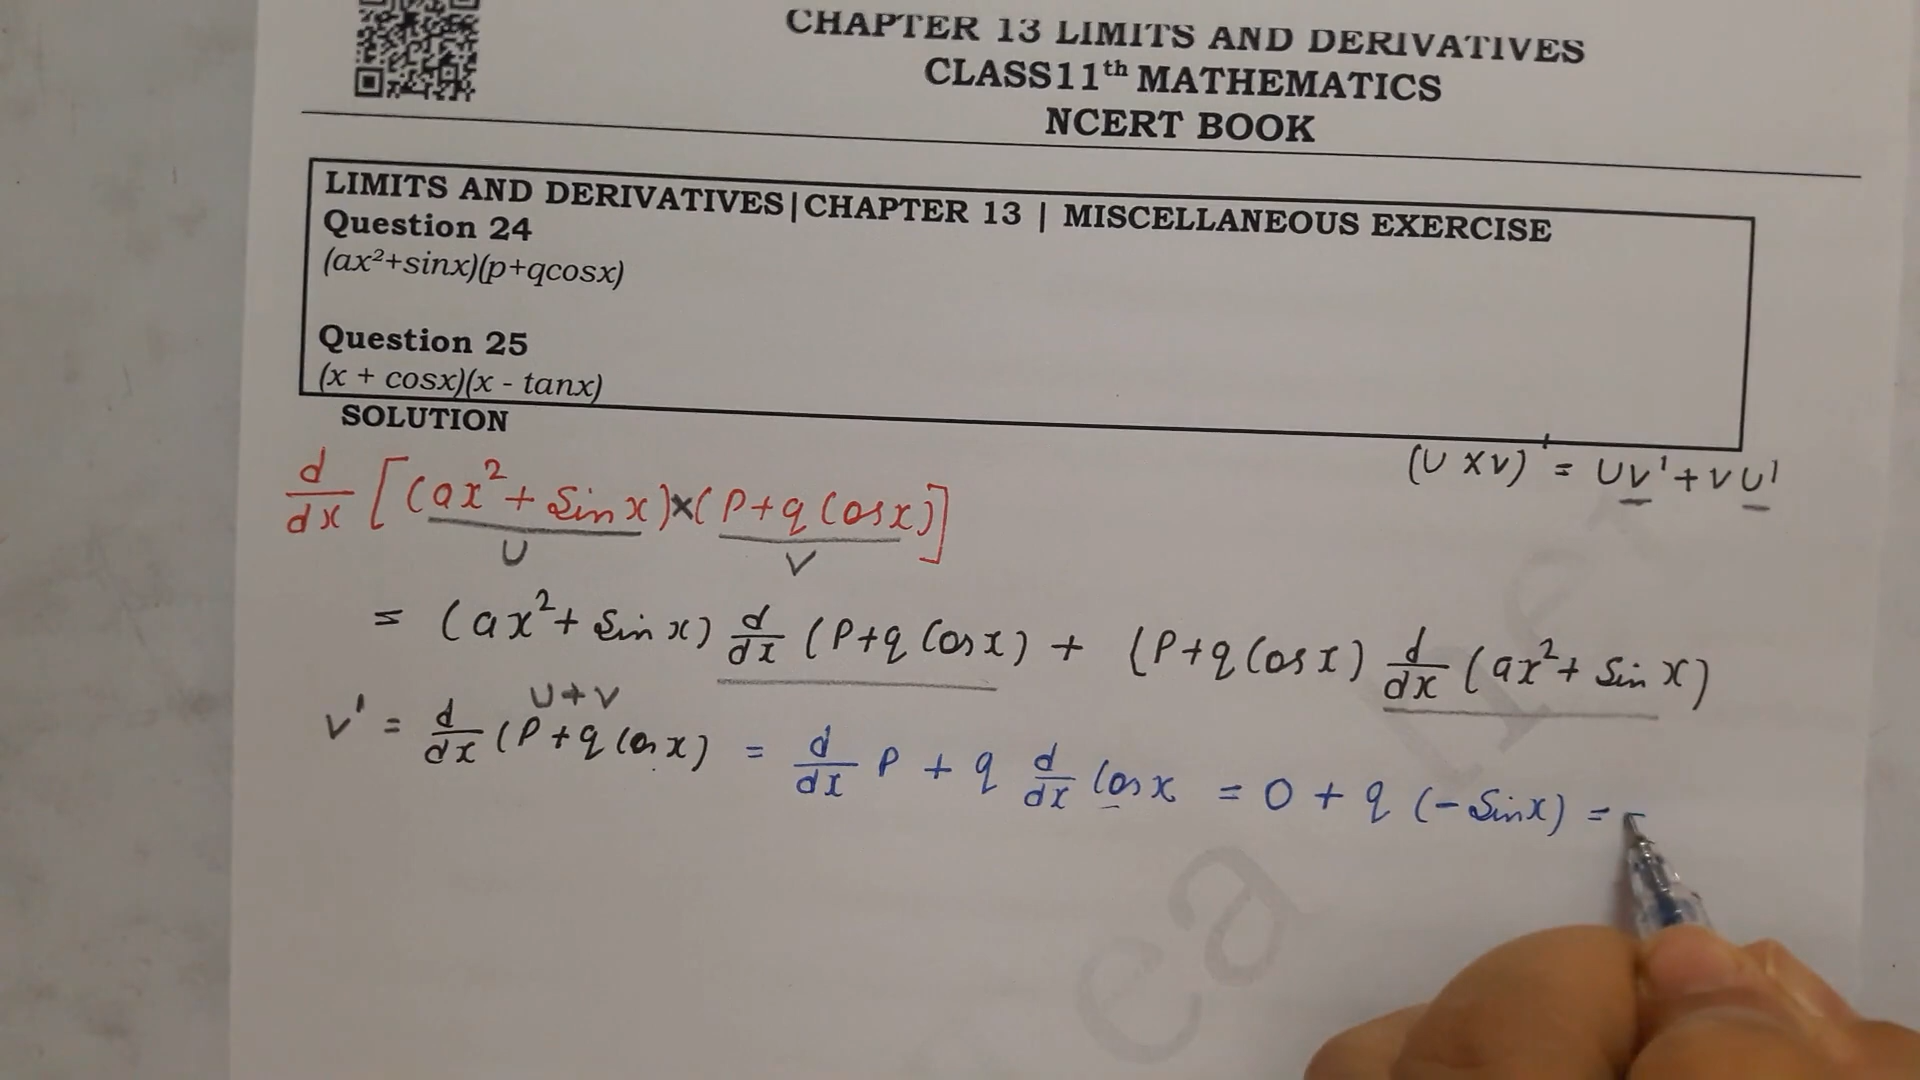 CHAPTER 13 LIMITS AND DERIVATIVES
CLASS11th MATHEMATICS
NCERT BOOK
LIMITS AND DERIVATIVES|CHAPTER 13 | MISCELLANEOUS EXERCISE
Question 24
(ax²+sinx)(p+qcosx)
Question 25
(x + cosx)(x - tanx)
SOLUTION
(U X V)' = UV' + VU'
d/dx [(ax² + Sin x) × (P + q Cos x)]
U V
= (ax² + Sin x) d/dx (P + q Cos x) + (P + q Cos x) d/dx (ax² + Sin x)
U + V
V' = d/dx (P + q Cos x) = d/dx P + q d/dx Cos x = 0 + q (- Sin x) = -